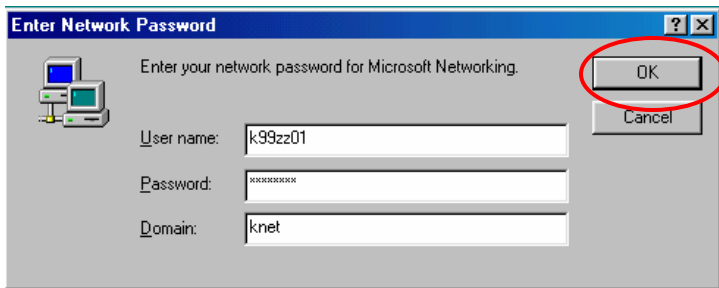 Enter Network Password
Enter your network password for Microsoft Networking.
OK
Cancel
User name: k99zz01
Password: ********
Domain: knet